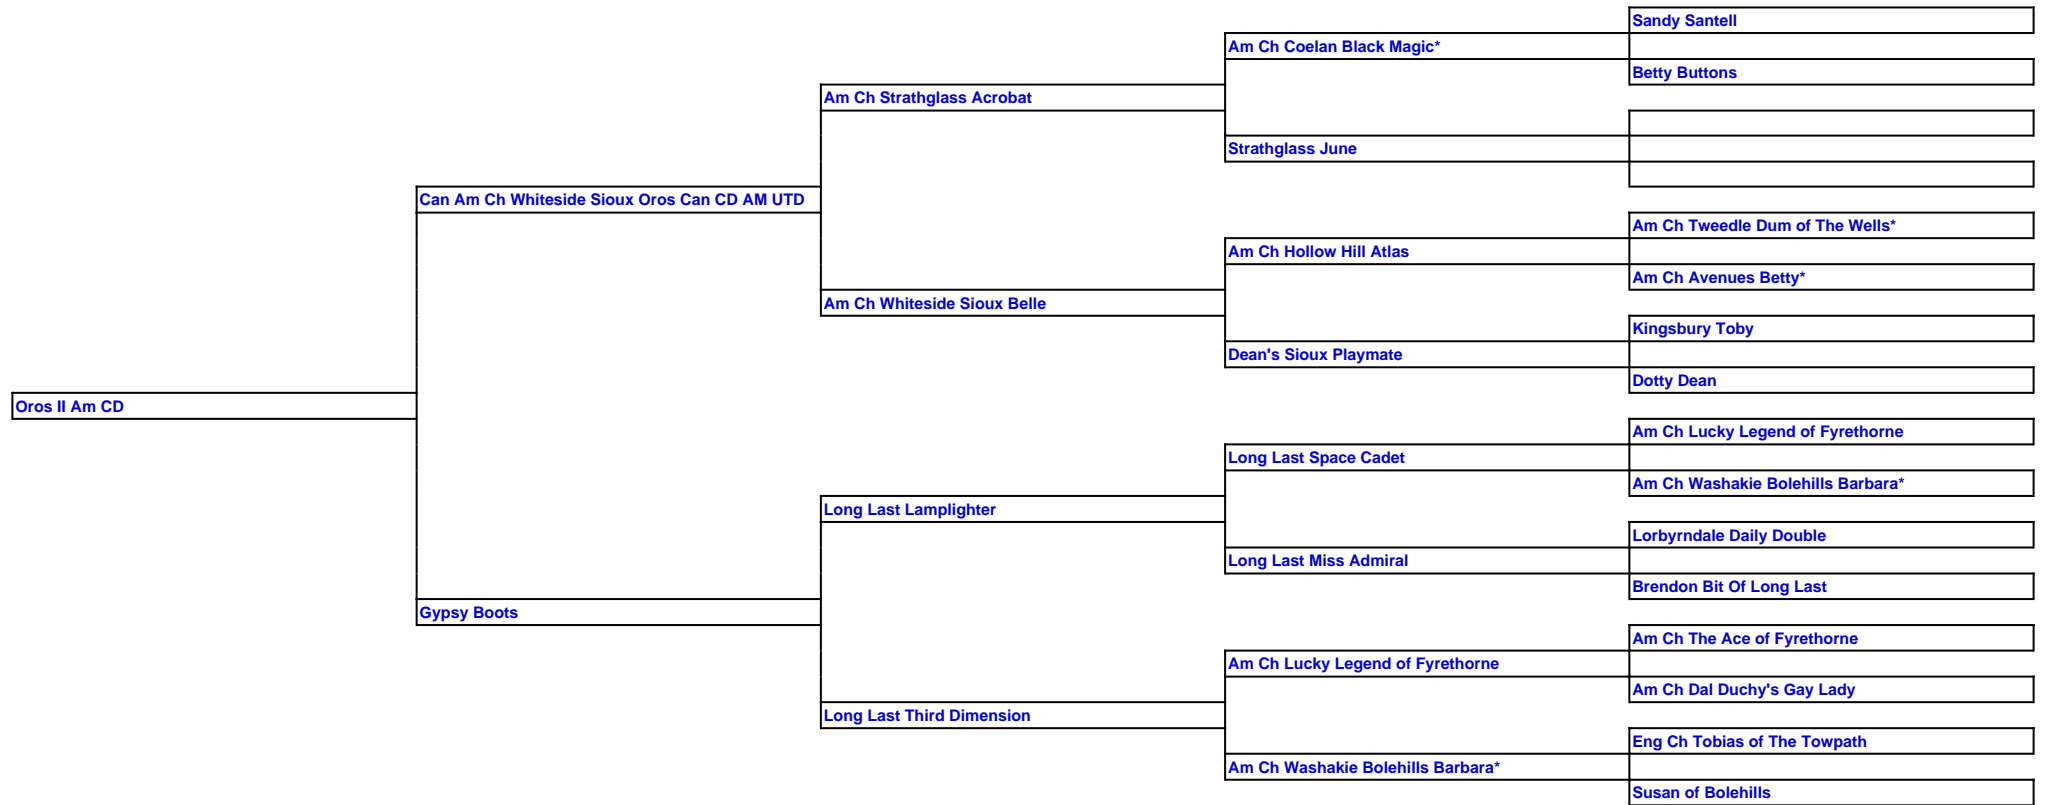 Sandy Santell
Am Ch Coelan Black Magic*
Betty Buttons
Am Ch Strathglass Acrobat
Strathglass June
Can Am Ch Whiteside Sioux Oros Can CD AM UTD
Am Ch Tweedle Dum of The Wells*
Am Ch Hollow Hill Atlas
Am Ch Avenues Betty*
Am Ch Whiteside Sioux Belle
Kingsbury Toby
Dean's Sioux Playmate
Dotty Dean
Oros II Am CD
Am Ch Lucky Legend of Fyrethorne
Long Last Space Cadet
Am Ch Washakie Bolehills Barbara*
Long Last Lamplighter
Lorbyrndale Daily Double
Long Last Miss Admiral
Brendon Bit Of Long Last
Gypsy Boots
Am Ch The Ace of Fyrethorne
Am Ch Lucky Legend of Fyrethorne
Am Ch Dal Duchy's Gay Lady
Long Last Third Dimension
Eng Ch Tobias of The Towpath
Am Ch Washakie Bolehills Barbara*
Susan of Bolehills